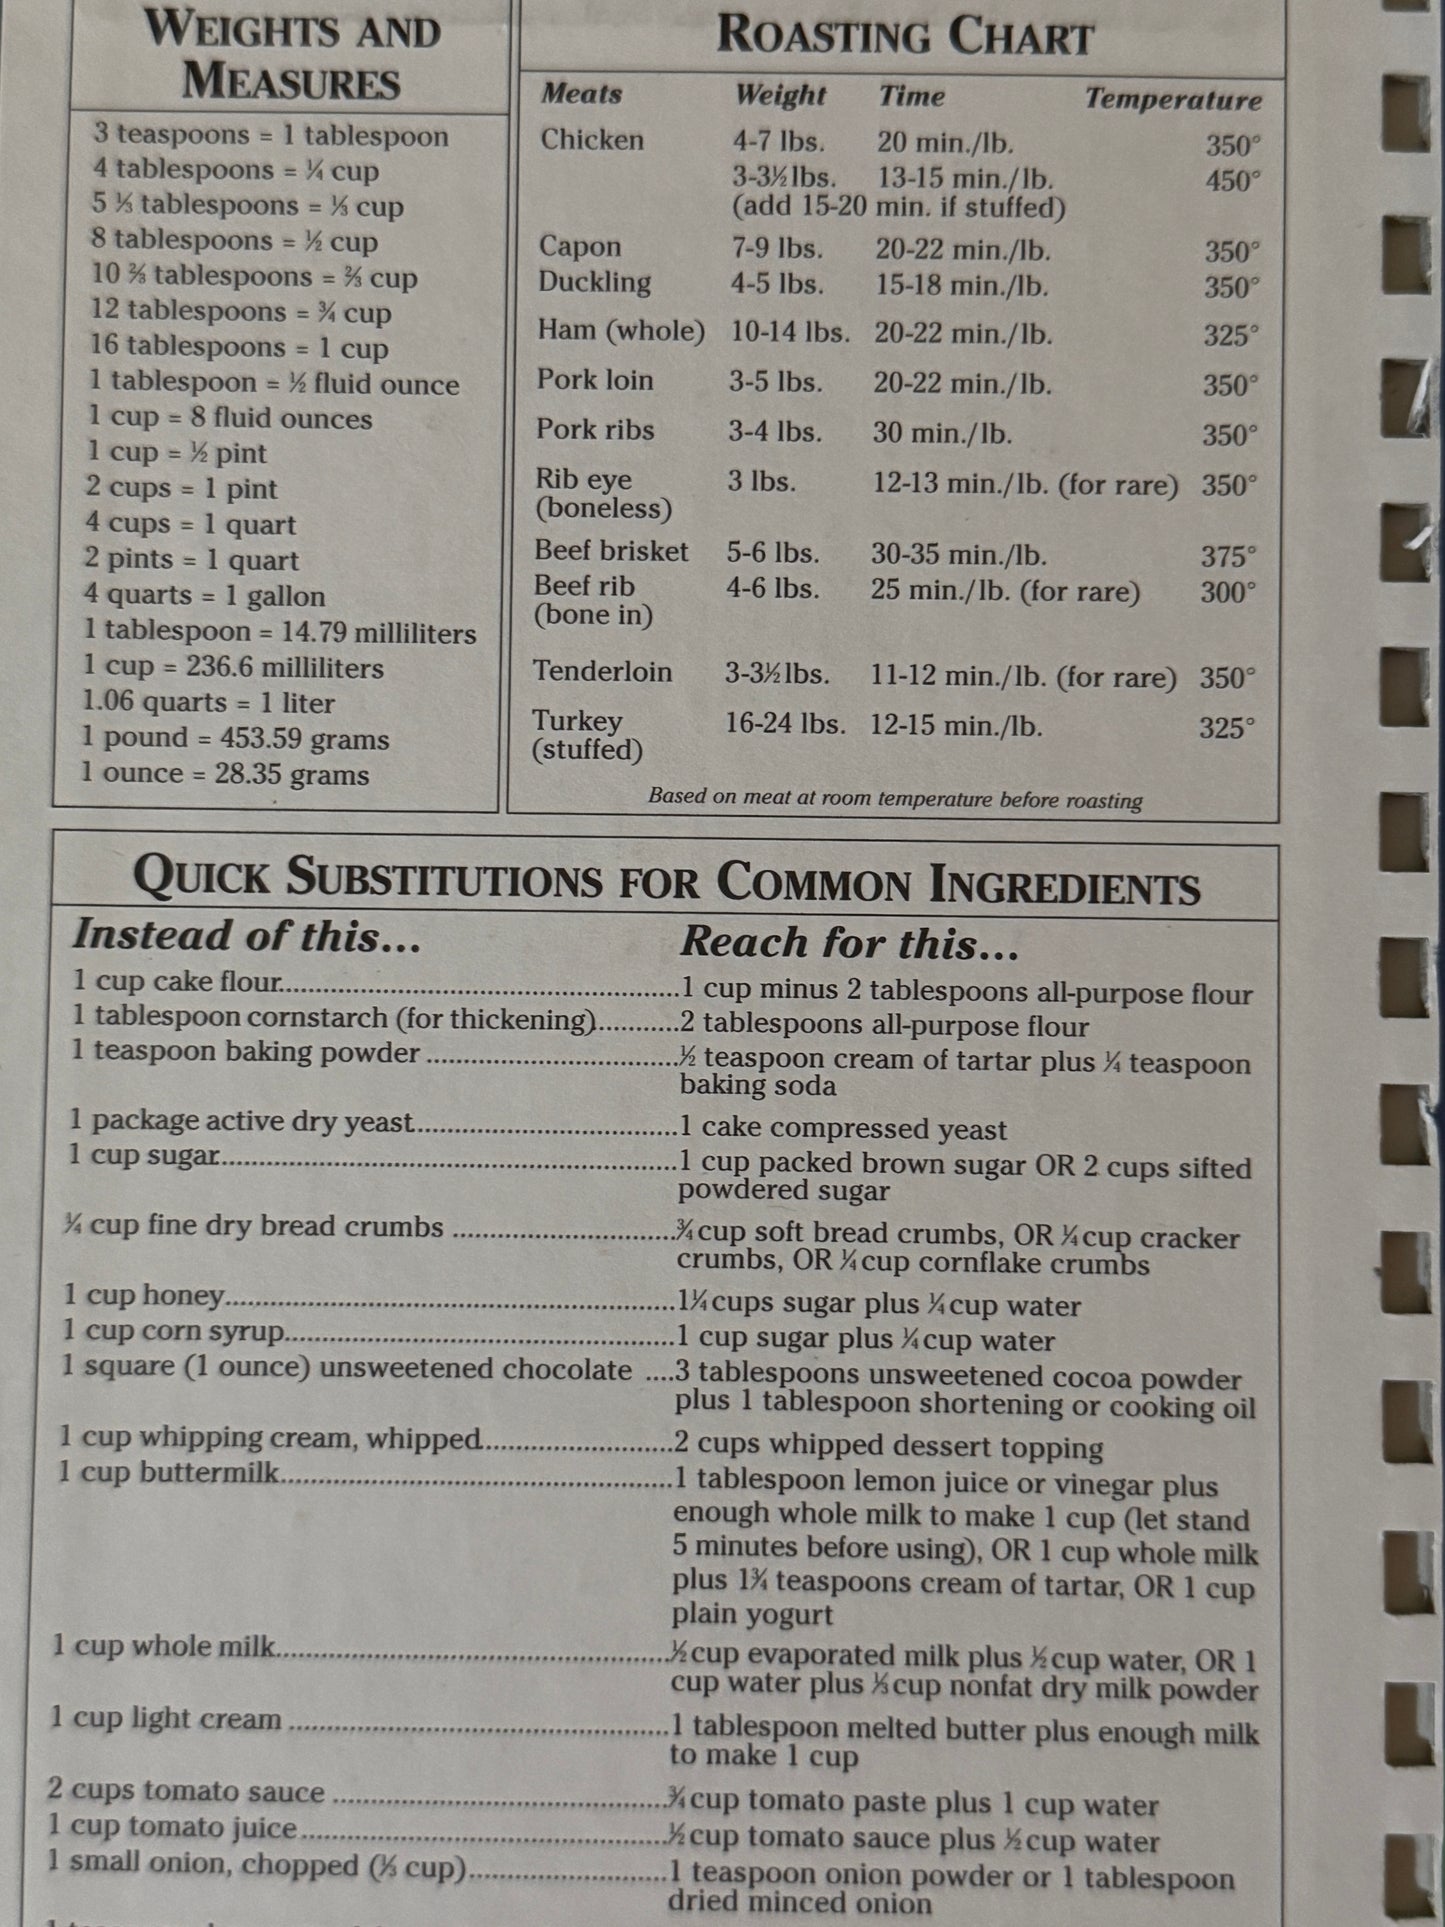 WEIGHTS AND
MEASURES
3 teaspoons = 1 tablespoon
4 tablespoons = ¼ cup
5 ⅓ tablespoons = ⅓ cup
8 tablespoons = ½ cup
10 ⅔ tablespoons = ⅔ cup
12 tablespoons = ¾ cup
16 tablespoons = 1 cup
1 tablespoon = ½ fluid ounce
1 cup = 8 fluid ounces
1 cup = ½ pint
2 cups = 1 pint
4 cups = 1 quart
2 pints = 1 quart
4 quarts = 1 gallon
1 tablespoon = 14.79 milliliters
1 cup = 236.6 milliliters
1.06 quarts = 1 liter
1 pound = 453.59 grams
1 ounce = 28.35 grams
ROASTING CHART
Meats Weight Time Temperature
Chicken 4-7 lbs. 20 min./lb. 350°
3-3½ lbs. 13-15 min./lb. 450°
(add 15-20 min. if stuffed)
Capon 7-9 lbs. 20-22 min./lb. 350°
Duckling 4-5 lbs. 15-18 min./lb. 350°
Ham (whole) 10-14 lbs. 20-22 min./lb. 325°
Pork loin 3-5 lbs. 20-22 min./lb. 350°
Pork ribs 3-4 lbs. 30 min./lb. 350°
Rib eye 3 lbs. 12-13 min./lb. (for rare) 350°
(boneless)
Beef brisket 5-6 lbs. 30-35 min./lb. 375°
Beef rib 4-6 lbs. 25 min./lb. (for rare) 300°
(bone in)
Tenderloin 3-3½ lbs. 11-12 min./lb. (for rare) 350°
Turkey 16-24 lbs. 12-15 min./lb. 325°
(stuffed)
Based on meat at room temperature before roasting
QUICK SUBSTITUTIONS FOR COMMON INGREDIENTS
Instead of this... Reach for this...
1 cup cake flour..........1 cup minus 2 tablespoons all-purpose flour
1 tablespoon cornstarch (for thickening)..........2 tablespoons all-purpose flour
1 teaspoon baking powder ..........½ teaspoon cream of tartar plus ¼ teaspoon
baking soda
1 package active dry yeast..........1 cake compressed yeast
1 cup sugar..........1 cup packed brown sugar OR 2 cups sifted
powdered sugar
¼ cup fine dry bread crumbs ..........¾ cup soft bread crumbs, OR ¼ cup cracker
crumbs, OR ¼ cup cornflake crumbs
1 cup honey..........1¼ cups sugar plus ¼ cup water
1 cup corn syrup..........1 cup sugar plus ¼ cup water
1 square (1 ounce) unsweetened chocolate ....3 tablespoons unsweetened cocoa powder
plus 1 tablespoon shortening or cooking oil
1 cup whipping cream, whipped..........2 cups whipped dessert topping
1 cup buttermilk..........1 tablespoon lemon juice or vinegar plus
enough whole milk to make 1 cup (let stand
5 minutes before using), OR 1 cup whole milk
plus 1¾ teaspoons cream of tartar, OR 1 cup
plain yogurt
1 cup whole milk..........½ cup evaporated milk plus ½ cup water, OR 1
cup water plus ⅓ cup nonfat dry milk powder
1 cup light cream ..........1 tablespoon melted butter plus enough milk
to make 1 cup
2 cups tomato sauce ..........¾ cup tomato paste plus 1 cup water
1 cup tomato juice..........½ cup tomato sauce plus ½ cup water
1 small onion, chopped (⅓ cup)..........1 teaspoon onion powder or 1 tablespoon
dried minced onion